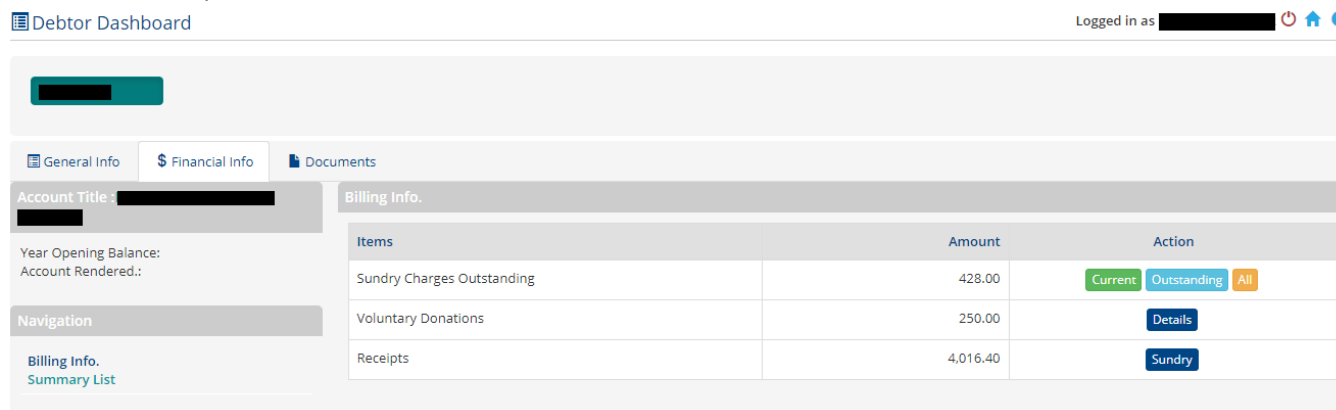 Debtor Dashboard
Logged in as
General Info
$ Financial Info
Documents
Account Title :
Year Opening Balance:
Account Rendered.:
Navigation
Billing Info.
Summary List
Billing Info.
Items Amount Action
Sundry Charges Outstanding 428.00 Current Outstanding All
Voluntary Donations 250.00 Details
Receipts 4,016.40 Sundry